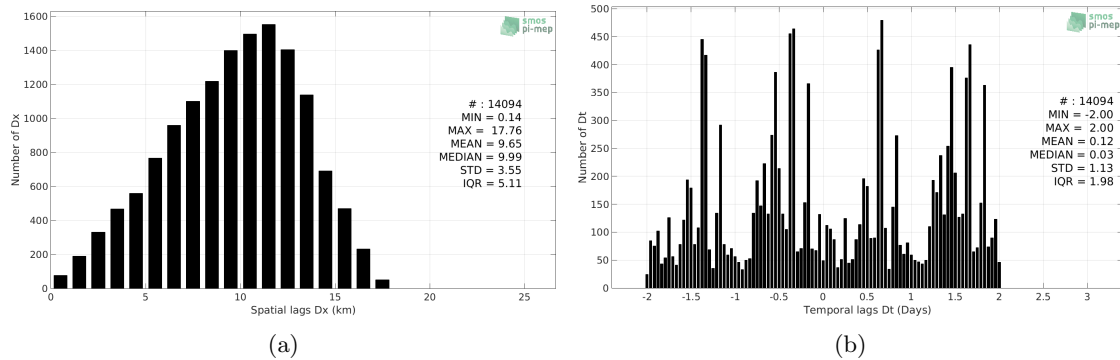 1600
1400
1200
1000
800
600
400
200
0
Number of Dx
smos
pi-mep
# : 14094
MIN = 0.14
MAX = 17.76
MEAN = 9.65
MEDIAN = 9.99
STD = 3.55
IQR = 5.11
0 5 10 15 20 25
Spatial lags Dx (km)
(a)
500
450
400
350
300
250
200
150
100
50
0
Number of Dt
smos
pi-mep
# : 14094
MIN = -2.00
MAX = 2.00
MEAN = 0.12
MEDIAN = 0.03
STD = 1.13
IQR = 1.98
-2 -1.5 -1 -0.5 0 0.5 1 1.5 2 2.5 3
Temporal lags Dt (Days)
(b)